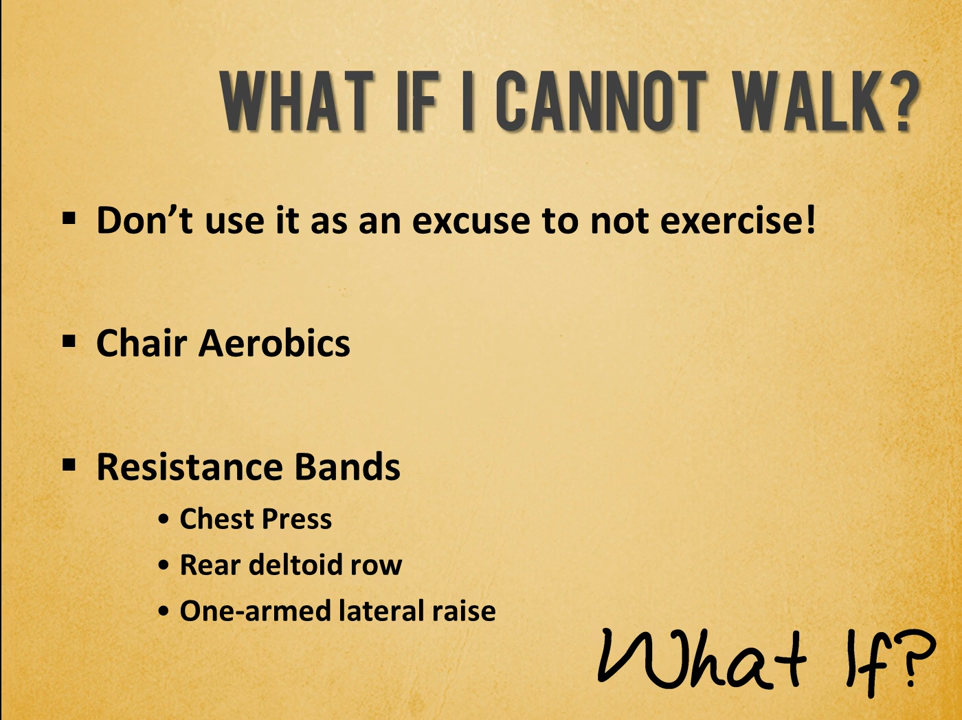 WHAT IF I CANNOT WALK?
▪ Don’t use it as an excuse to not exercise!
▪ Chair Aerobics
▪ Resistance Bands
• Chest Press
• Rear deltoid row
• One-armed lateral raise
What If?